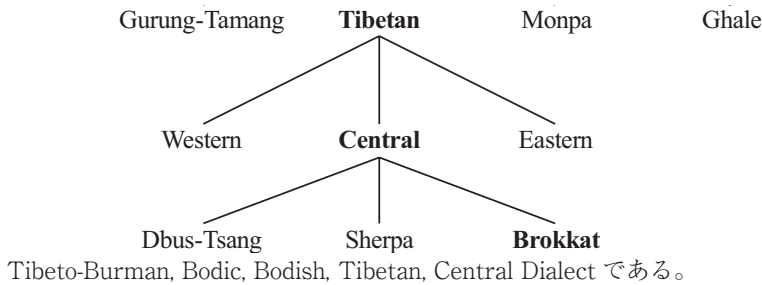 Gurung-Tamang Tibetan Monpa Ghale
Western Central Eastern
Dbus-Tsang Sherpa Brokkat
Tibeto-Burman, Bodic, Bodish, Tibetan, Central Dialect である。